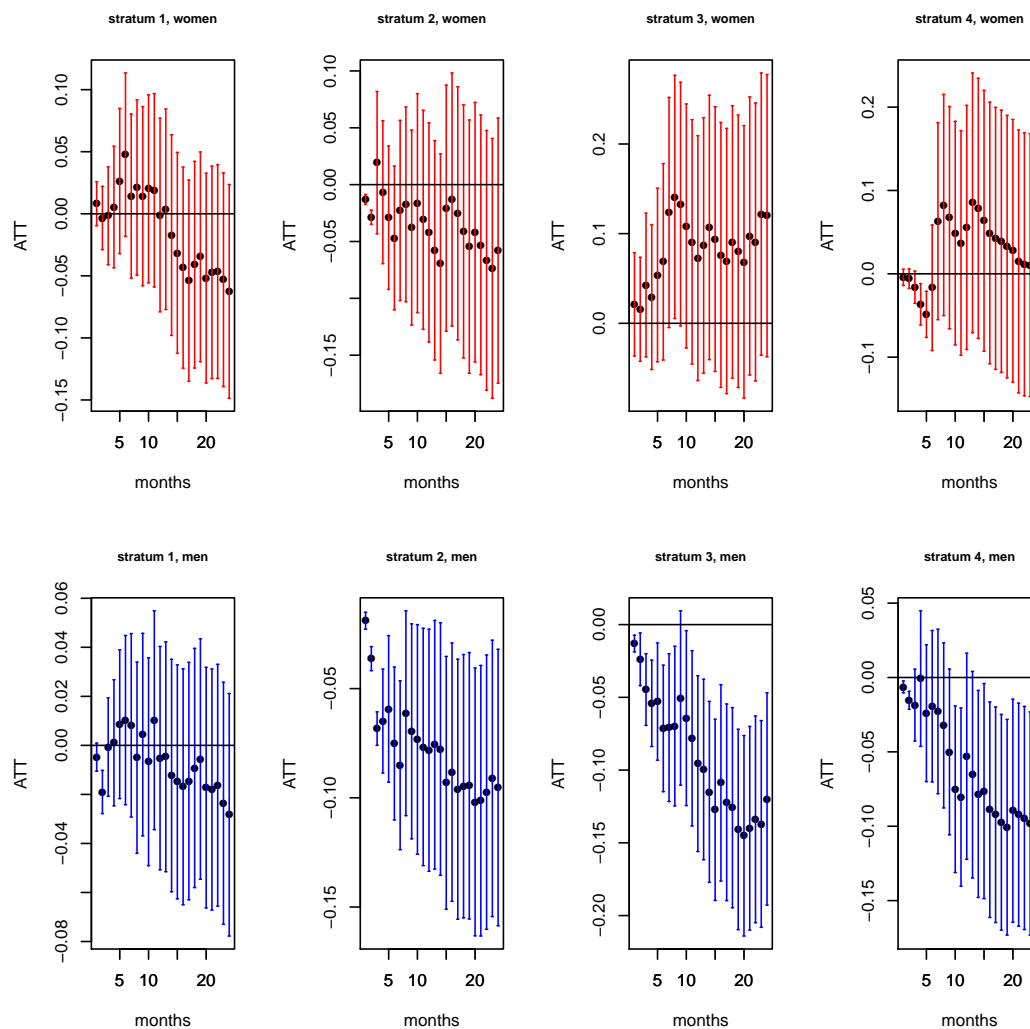 stratum 1, women
stratum 2, women
stratum 3, women
stratum 4, women
ATT
0.10
0.05
0.00
−0.05
−0.10
−0.15
5
10
20
months
ATT
0.10
0.05
0.00
−0.05
−0.15
5
10
20
months
ATT
0.2
0.1
0.0
5
10
20
months
ATT
0.2
0.1
0.0
−0.1
5
10
20
months
stratum 1, men
stratum 2, men
stratum 3, men
stratum 4, men
ATT
0.06
0.04
0.02
0.00
−0.04
−0.08
5
10
20
months
ATT
−0.05
−0.10
−0.15
5
10
20
months
ATT
0.00
−0.05
−0.10
−0.15
−0.20
5
10
20
months
ATT
0.05
0.00
−0.05
−0.10
−0.15
5
10
20
months